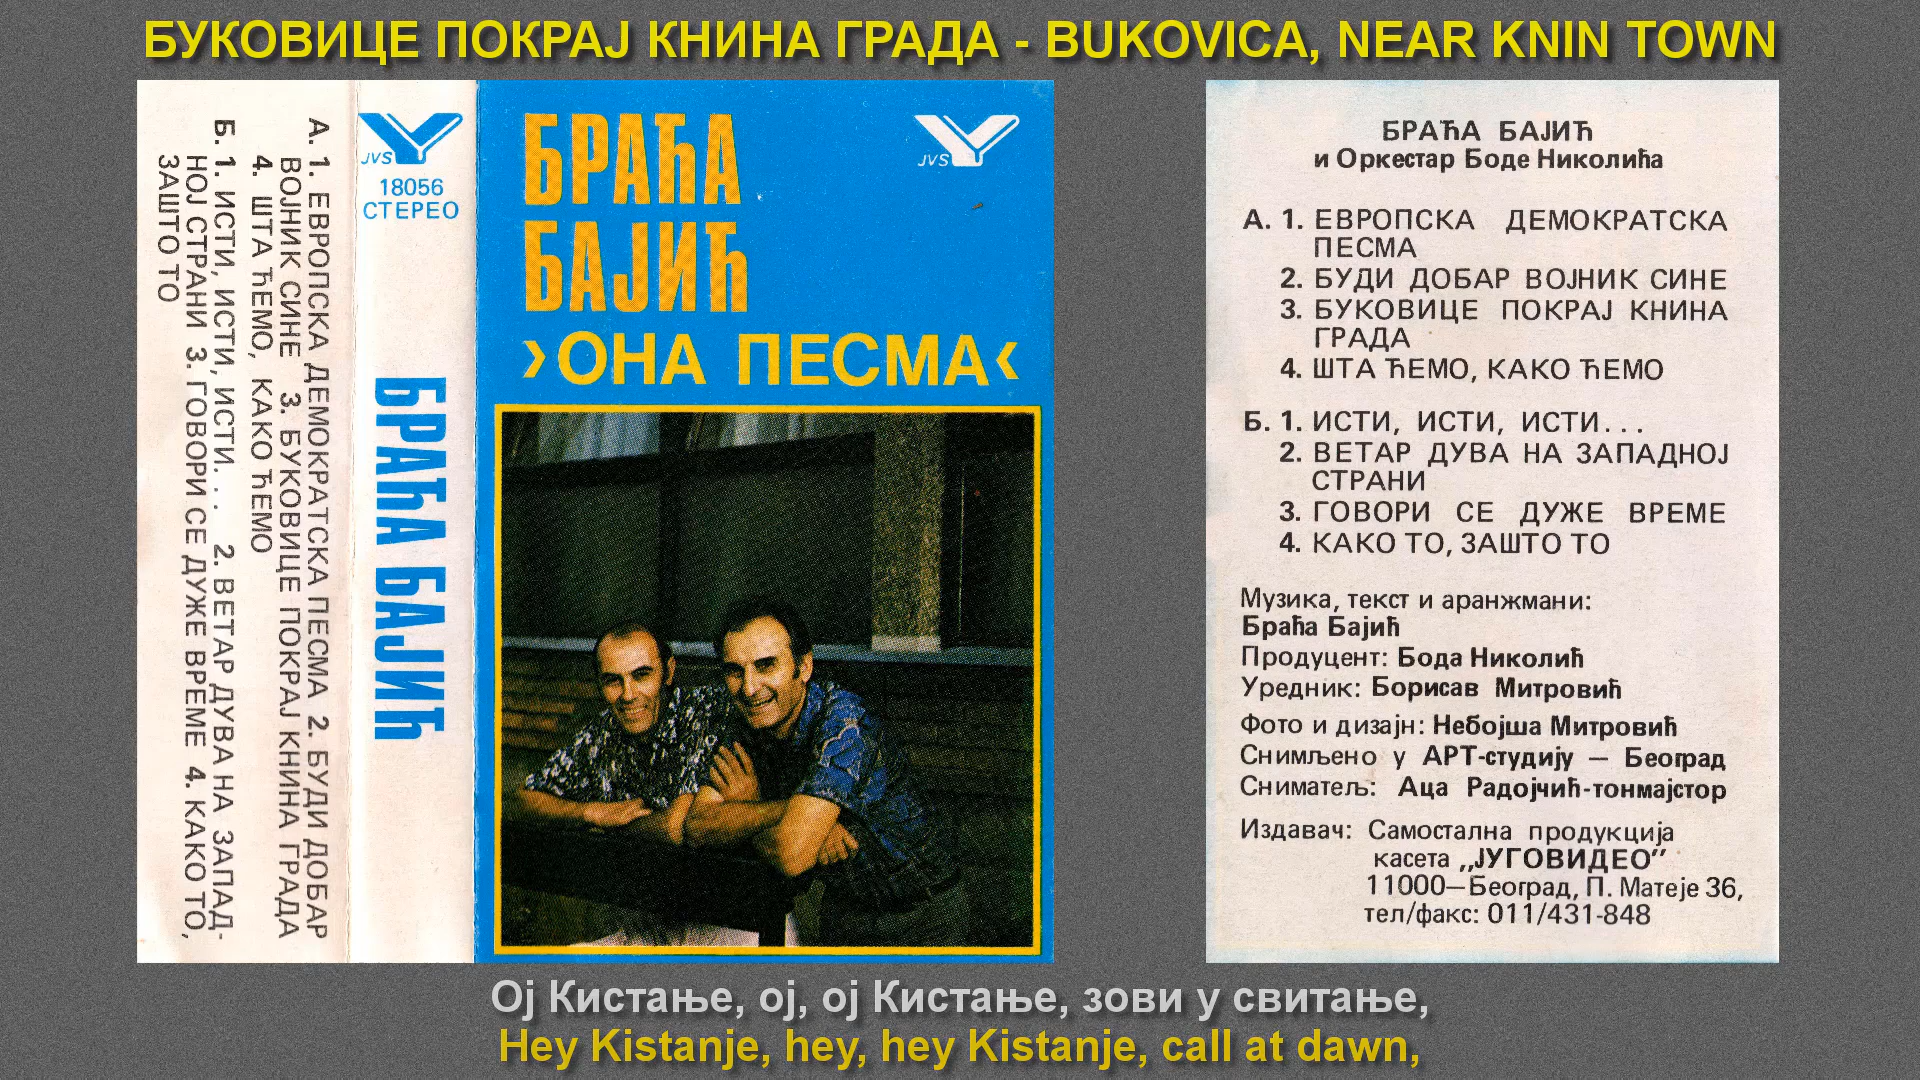 БУКОВИЦЕ ПОКРАЈ КНИНА ГРАДА - BUKOVICA, NEAR KNIN TOWN
А. 1. ЕВРОПСКА ДЕМОКРАТСКА ПЕСМА 2. БУДИ ДОБАР
ВОЈНИК СИНЕ 3. БУКОВИЦЕ ПОКРАЈ КНИНА ГРАДА
4. ШТА ЋЕМО, КАКО ЋЕМО
Б. 1. ИСТИ, ИСТИ, ИСТИ... 2. ВЕТАР ДУВА НА ЗАПАД-
НОЈ СТРАНИ 3. ГОВОРИ СЕ ДУЖЕ ВРЕМЕ 4. КАКО ТО,
ЗАШТО ТО
JVS
18056
СТЕРЕО
БРАЋА БАЈИЋ
БРАЋА
БАЈИЋ
›ОНА ПЕСМА‹
JVS
БРАЋА БАЈИЋ
и Оркестар Боде Николића
А. 1. ЕВРОПСКА ДЕМОКРАТСКА
ПЕСМА
2. БУДИ ДОБАР ВОЈНИК СИНЕ
3. БУКОВИЦЕ ПОКРАЈ КНИНА
ГРАДА
4. ШТА ЋЕМО, КАКО ЋЕМО
Б. 1. ИСТИ, ИСТИ, ИСТИ...
2. ВЕТАР ДУВА НА ЗАПАДНОЈ
СТРАНИ
3. ГОВОРИ СЕ ДУЖЕ ВРЕМЕ
4. КАКО ТО, ЗАШТО ТО
Музика, текст и аранжмани:
Браћа Бајић
Продуцент: Бода Николић
Уредник: Борисав Митровић
Фото и дизајн: Небојша Митровић
Снимљено у АРТ-студију — Београд
Сниматељ: Аца Радојчић-тонмајстор
Издавач: Самостална продукција
касета „ЈУГОВИДЕО”
11000—Београд, П. Матеје 36,
тел/факс: 011/431-848
Ој Кистање, ој, ој Кистање, зови у свитање,
Hey Kistanje, hey, hey Kistanje, call at dawn,